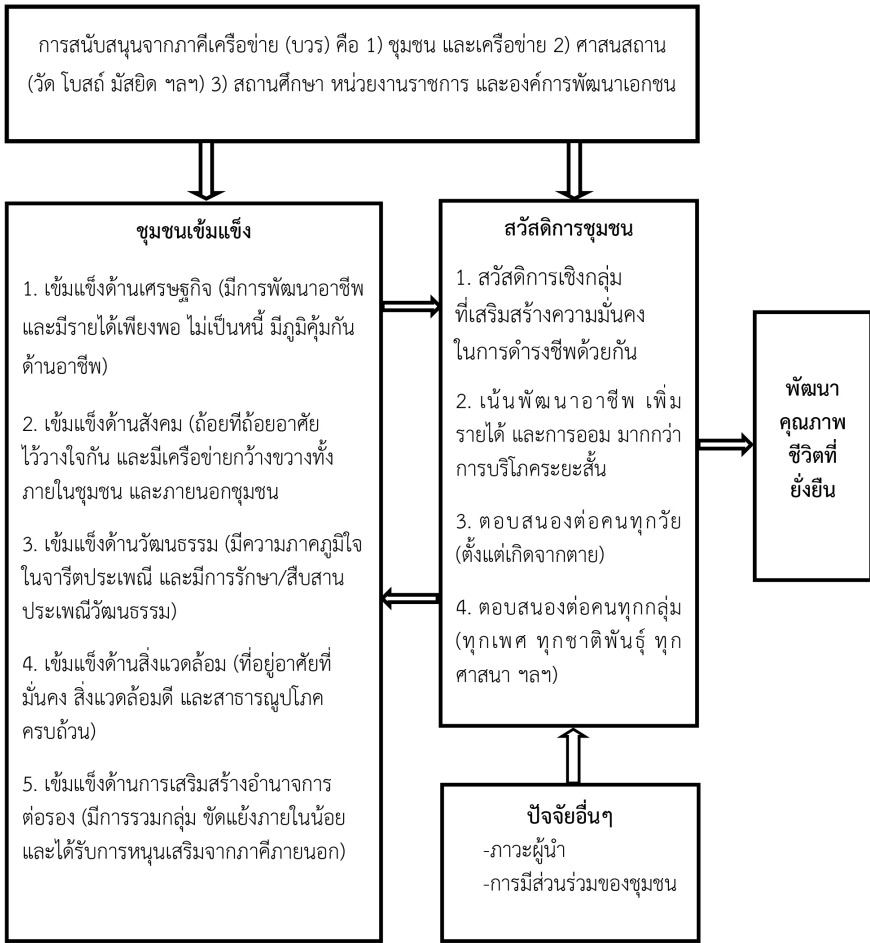 การสนับสนุนจากภาคีเครือข่าย (บวร) คือ 1) ชุมชน และเครือข่าย 2) ศาสนสถาน
(วัด โบสถ์ มัสยิด ฯลฯ) 3) สถานศึกษา หน่วยงานราชการ และองค์การพัฒนาเอกชน
ชุมชนเข้มแข็ง
1. เข้มแข็งด้านเศรษฐกิจ (มีการพัฒนาอาชีพ
และมีรายได้เพียงพอ ไม่เป็นหนี้ มีภูมิคุ้มกัน
ด้านอาชีพ)
2. เข้มแข็งด้านสังคม (ถ้อยทีถ้อยอาศัย
ไว้วางใจกัน และมีเครือข่ายกว้างขวางทั้ง
ภายในชุมชน และภายนอกชุมชน
3. เข้มแข็งด้านวัฒนธรรม (มีความภาคภูมิใจ
ในจารีตประเพณี และมีการรักษา/สืบสาน
ประเพณีวัฒนธรรม)
4. เข้มแข็งด้านสิ่งแวดล้อม (ที่อยู่อาศัยที่
มั่นคง สิ่งแวดล้อมดี และสาธารณูปโภค
ครบถ้วน)
5. เข้มแข็งด้านการเสริมสร้างอำนาจการ
ต่อรอง (มีการรวมกลุ่ม ขัดแย้งภายในน้อย
และได้รับการหนุนเสริมจากภาคีภายนอก)
สวัสดิการชุมชน
1. สวัสดิการเชิงกลุ่ม
ที่เสริมสร้างความมั่นคง
ในการดำรงชีพด้วยกัน
2. เน้นพัฒนาอาชีพ เพิ่ม
รายได้ และการออม มากกว่า
การบริโภคระยะสั้น
3. ตอบสนองต่อคนทุกวัย
(ตั้งแต่เกิดจากตาย)
4. ตอบสนองต่อคนทุกกลุ่ม
(ทุกเพศ ทุกชาติพันธุ์ ทุก
ศาสนา ฯลฯ)
พัฒนา
คุณภาพ
ชีวิตที่
ยั่งยืน
ปัจจัยอื่นๆ
-ภาวะผู้นำ
-การมีส่วนร่วมของชุมชน